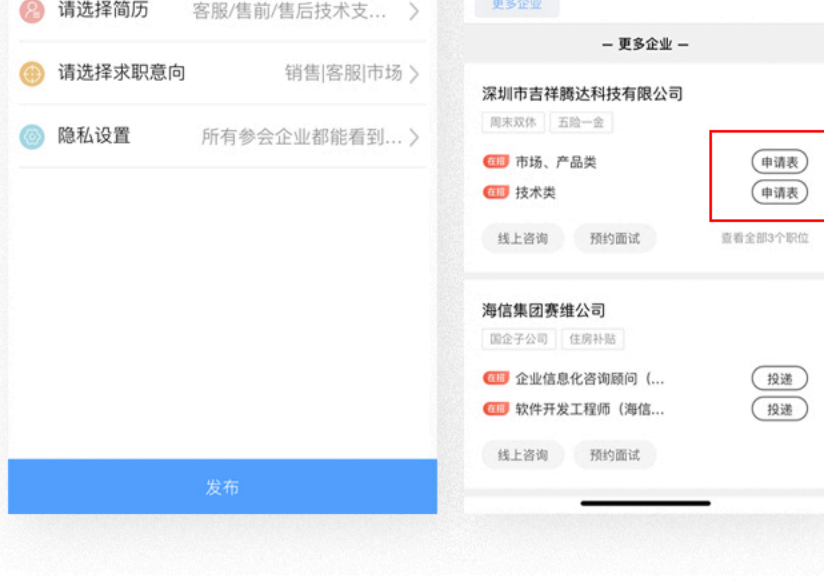 请选择简历 客服/售前/售后技术支...
请选择求职意向 销售|客服|市场
隐私设置 所有参会企业都能看到...
发布
更多企业
— 更多企业 —
深圳市吉祥腾达科技有限公司
周末双休 五险一金
在招 市场、产品类 申请表
在招 技术类 申请表
线上咨询 预约面试 查看全部3个职位
海信集团赛维公司
国企子公司 住房补贴
在招 企业信息化咨询顾问（... 投递
在招 软件开发工程师（海信... 投递
线上咨询 预约面试